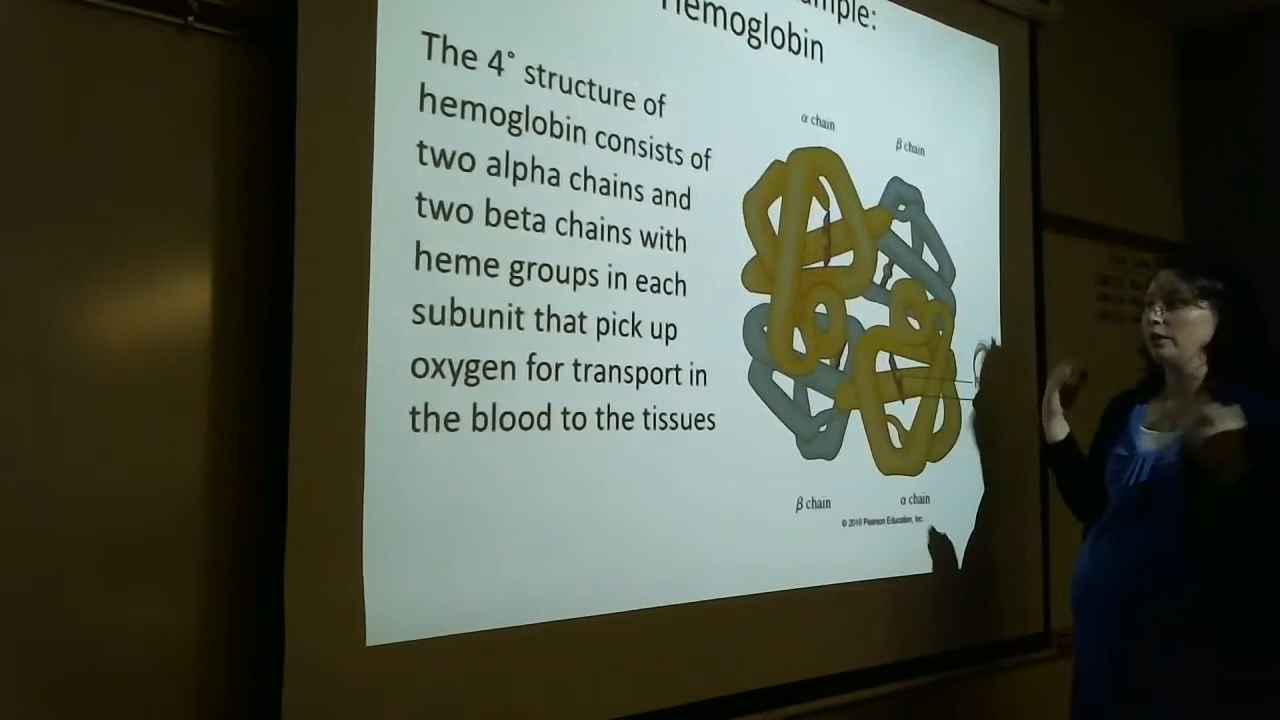 Hemoglobin
The 4° structure of
hemoglobin consists of
two alpha chains and
two beta chains with
heme groups in each
subunit that pick up
oxygen for transport in
the blood to the tissues
α chain
β chain
β chain
α chain
© 2010 Pearson Education, Inc.